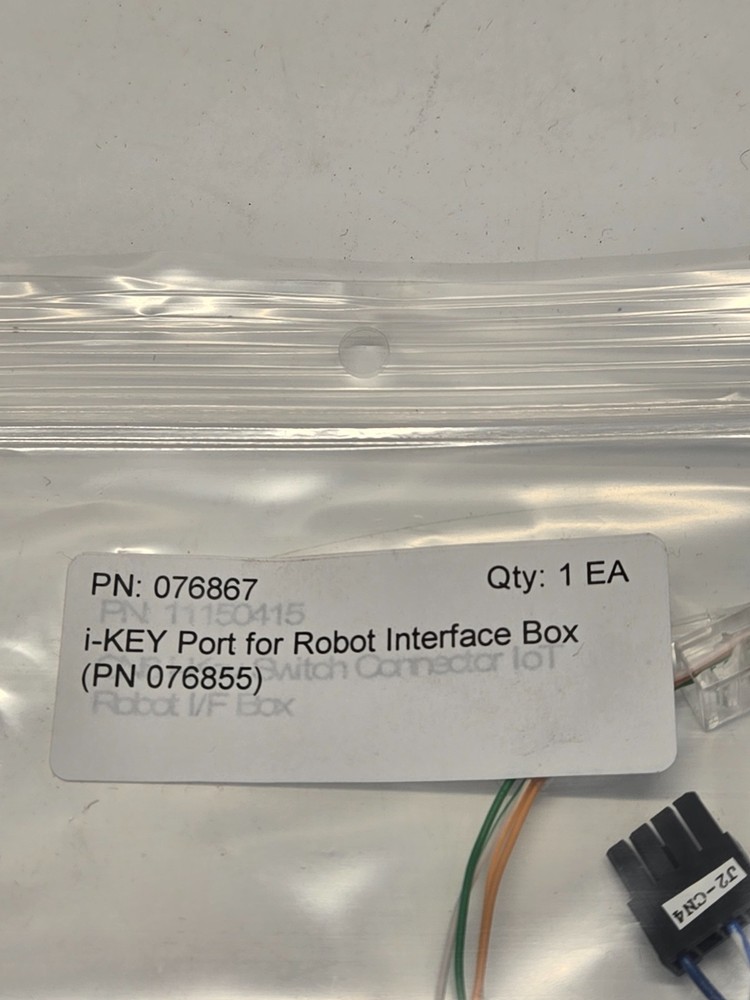 PN: 076867
Qty: 1 EA
PN: 11150415
i-KEY Port for Robot Interface Box
Switch Connector IoT
(PN 076855)
Robot I/F Box
J2-CN4